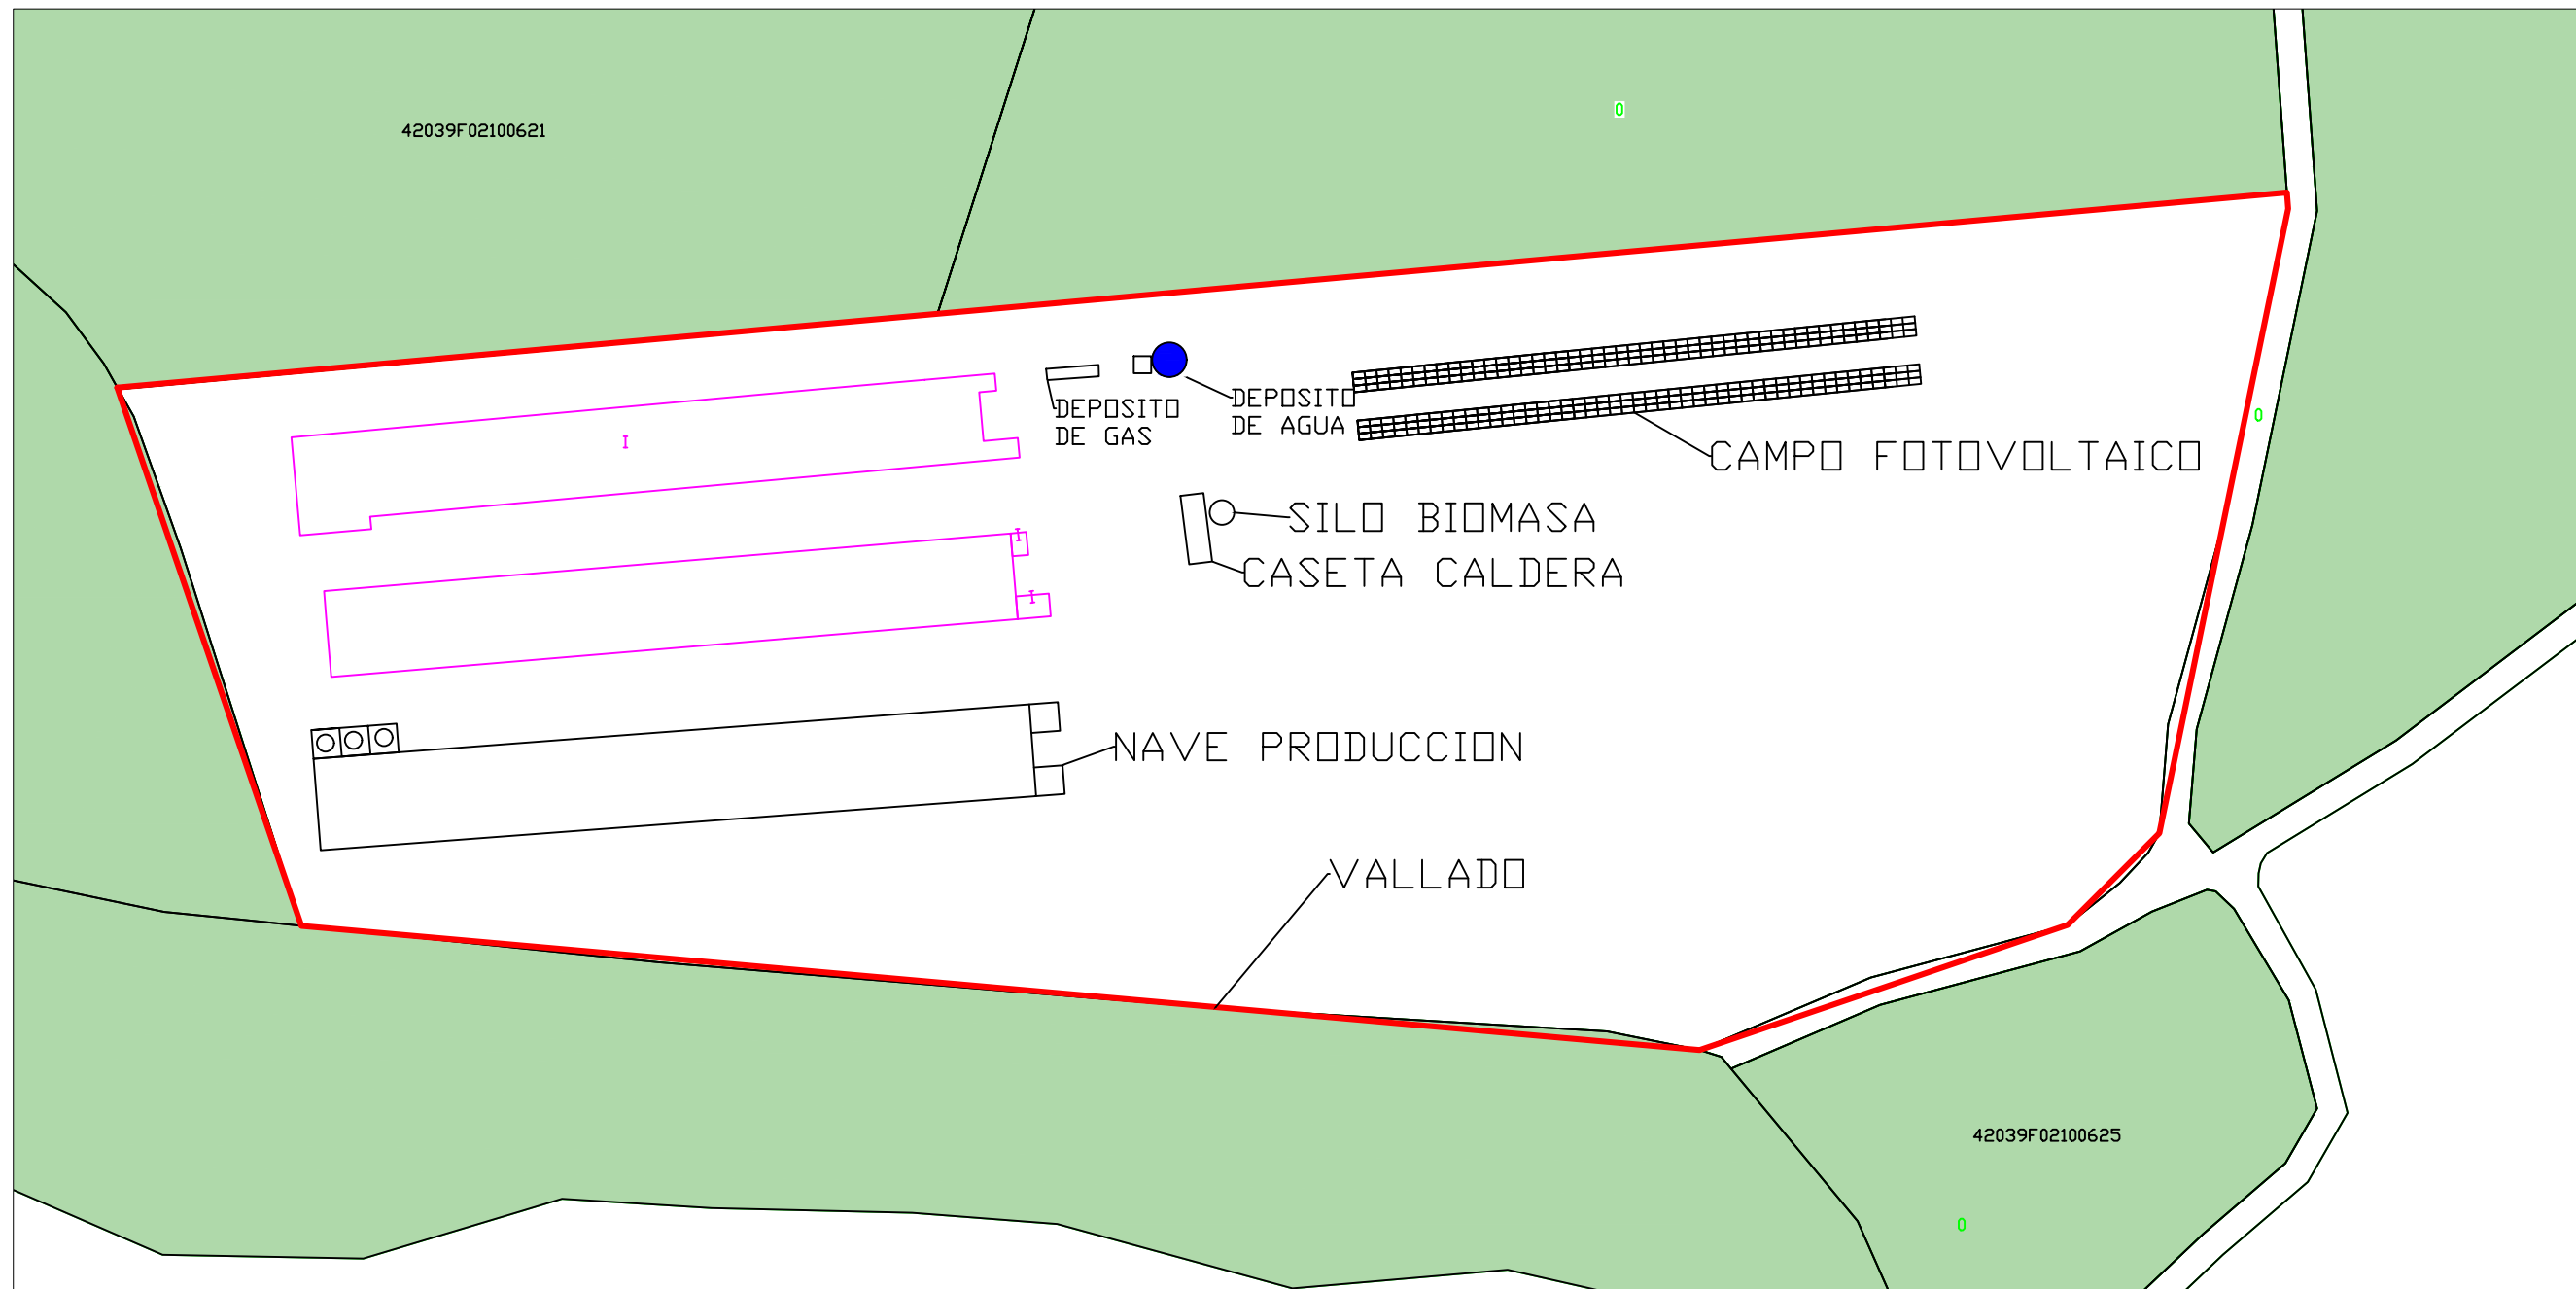 0
42039F02100621
DEPOSITO
DE GAS
DEPOSITO
DE AGUA
0
I
CAMPO FOTOVOLTAICO
SILO BIOMASA
I
CASETA CALDERA
I
NAVE PRODUCCION
VALLADO
42039F02100625
0